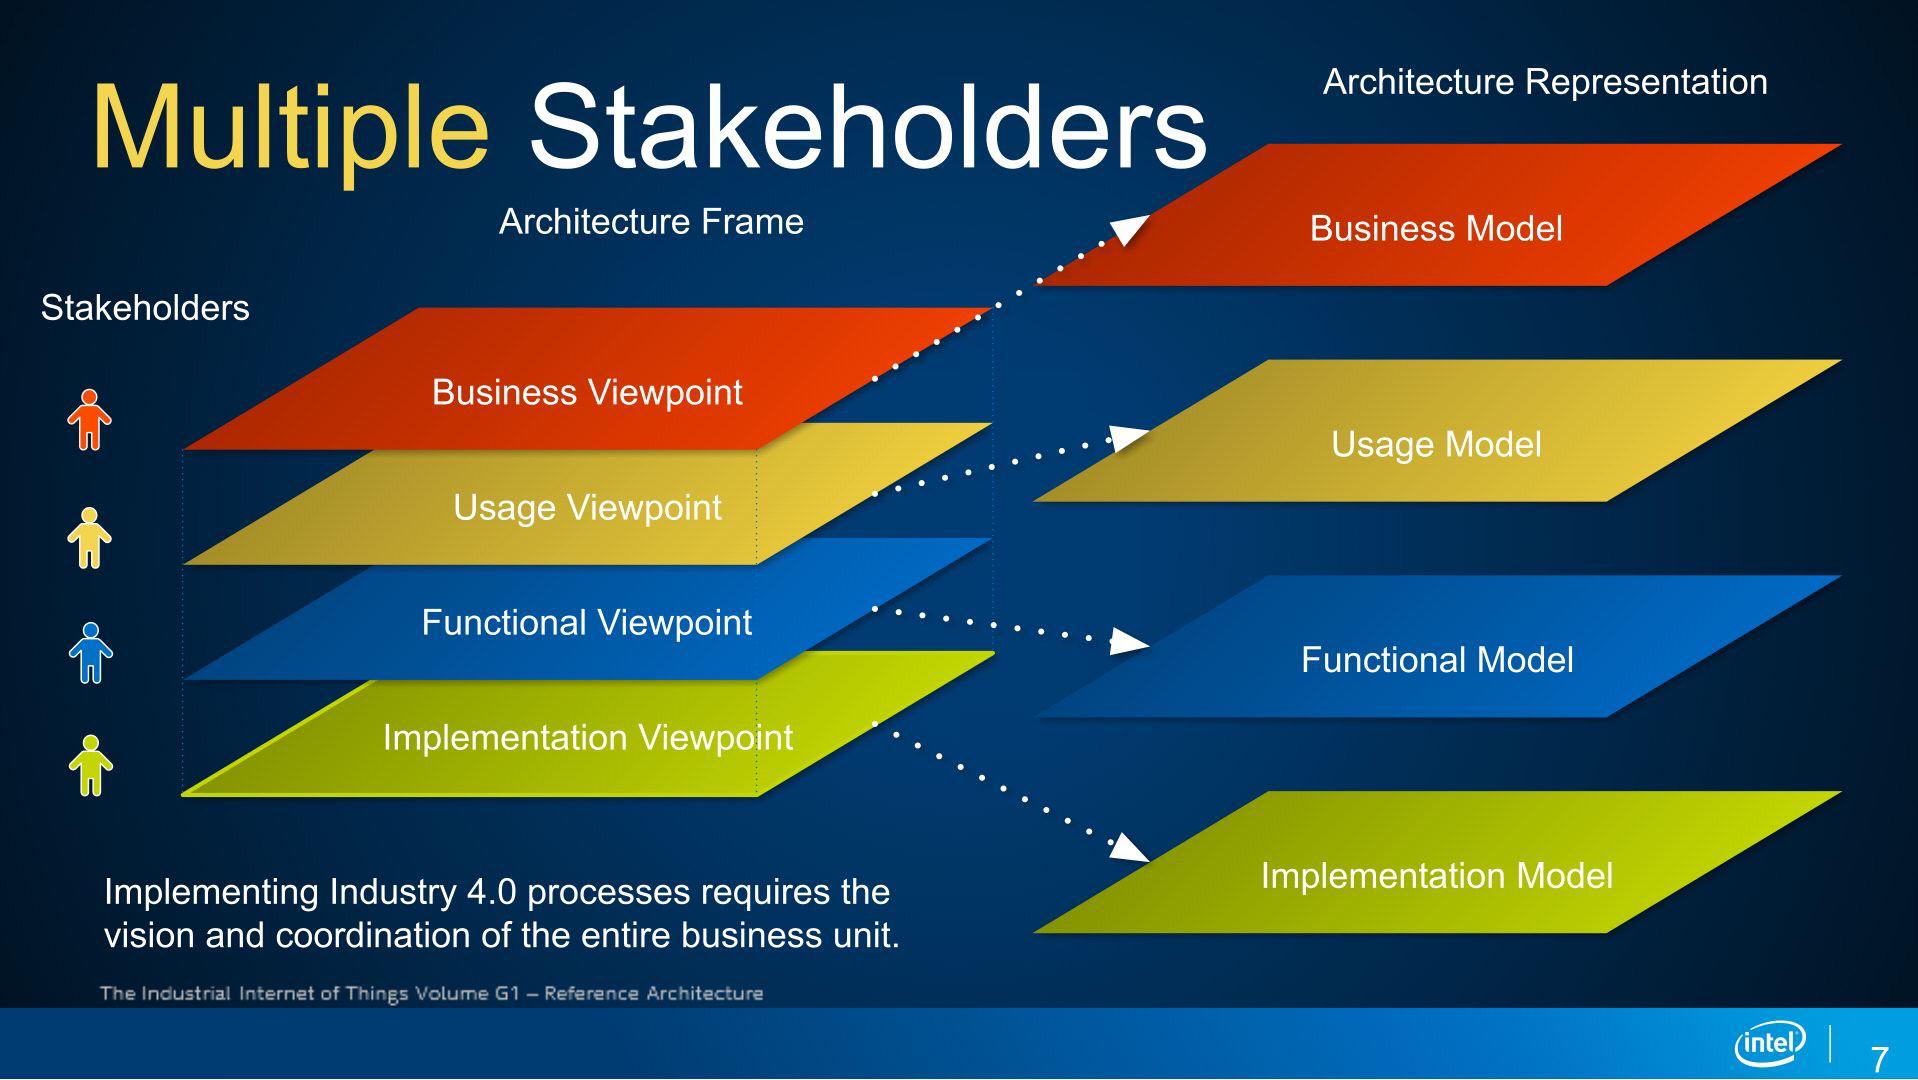 Multiple Stakeholders
Architecture Representation
Architecture Frame
Stakeholders
Business Viewpoint
Usage Viewpoint
Functional Viewpoint
Implementation Viewpoint
Business Model
Usage Model
Functional Model
Implementation Model
Implementing Industry 4.0 processes requires the
vision and coordination of the entire business unit.
The Industrial Internet of Things Volume G1 – Reference Architecture
intel
7